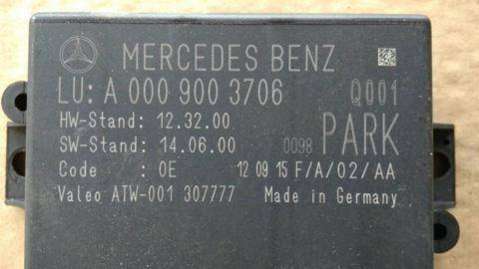 MERCEDES BENZ
LU: A 000 900 3706 Q001
HW-Stand: 12.32.00
SW-Stand: 14.06.00 0098 PARK
Code : 0E 12 09 15 F/A/02/AA
Valeo ATW-001 307777 Made in Germany